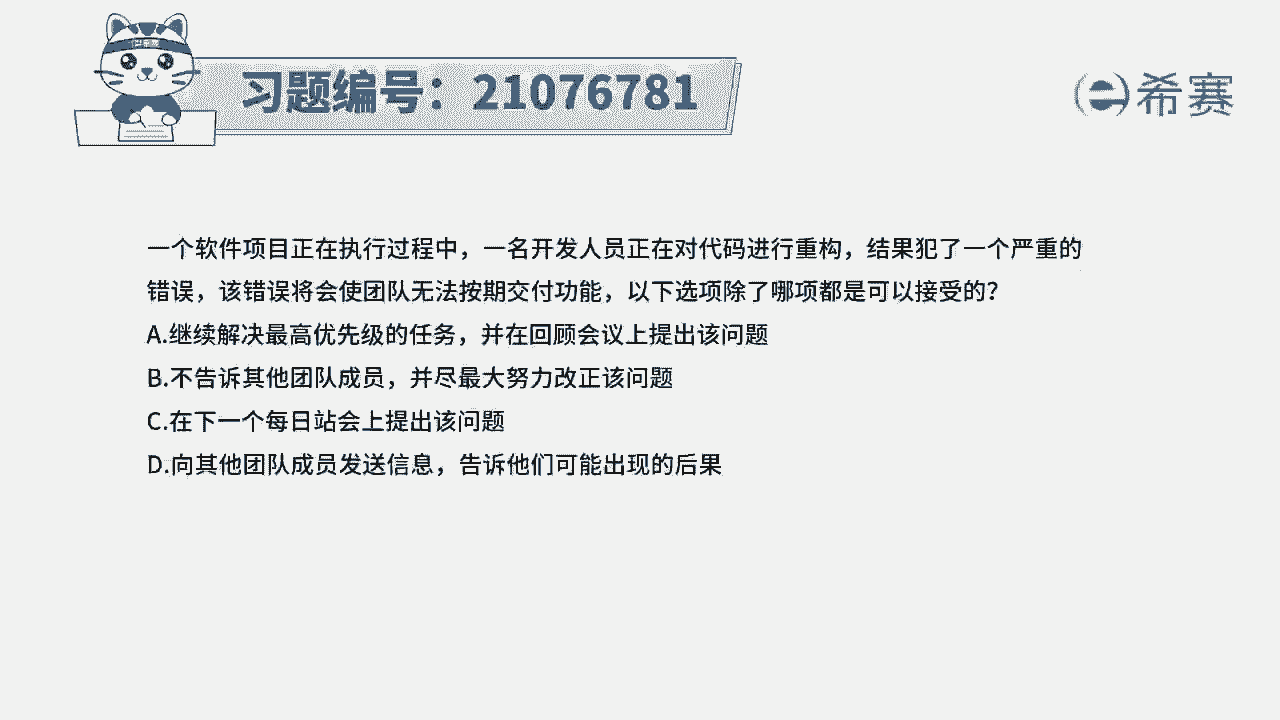 习题编号：21076781
希赛
一个软件项目正在执行过程中，一名开发人员正在对代码进行重构，结果犯了一个严重的
错误，该错误将会使团队无法按期交付功能，以下选项除了哪项都是可以接受的？
A.继续解决最高优先级的任务，并在回顾会议上提出该问题
B.不告诉其他团队成员，并尽最大努力改正该问题
C.在下一个每日站会上提出该问题
D.向其他团队成员发送信息，告诉他们可能出现的后果